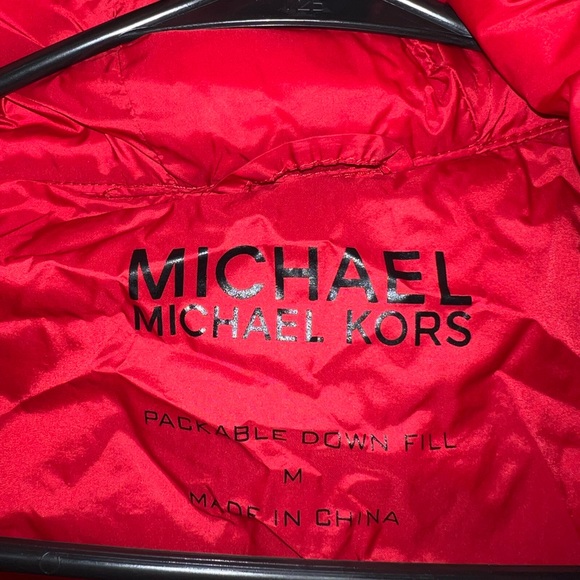 MICHAEL
MICHAEL KORS
PACKABLE DOWN FILL
M
MADE IN CHINA